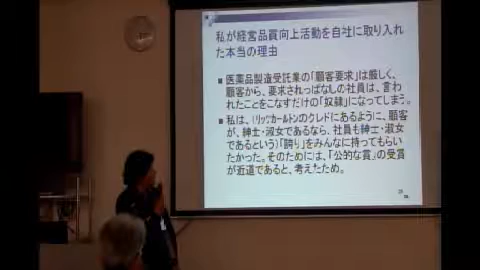 私が経営品質向上活動を自社に取り入れ
た本当の理由
■医薬品製造受託業の「顧客要求」は厳しく、
顧客から、要求されっぱなしの社員は、言わ
れたことをこなすだけの「奴隷」になってしまう。
■私は、(リッツカールトンのクレドにあるように、顧客
が、紳士・淑女であるなら、社員も紳士・淑女
であるという)「誇り」をみんなに持ってもらい
たかった。そのためには、「公的な賞」の受賞
が近道であると、考えたため。